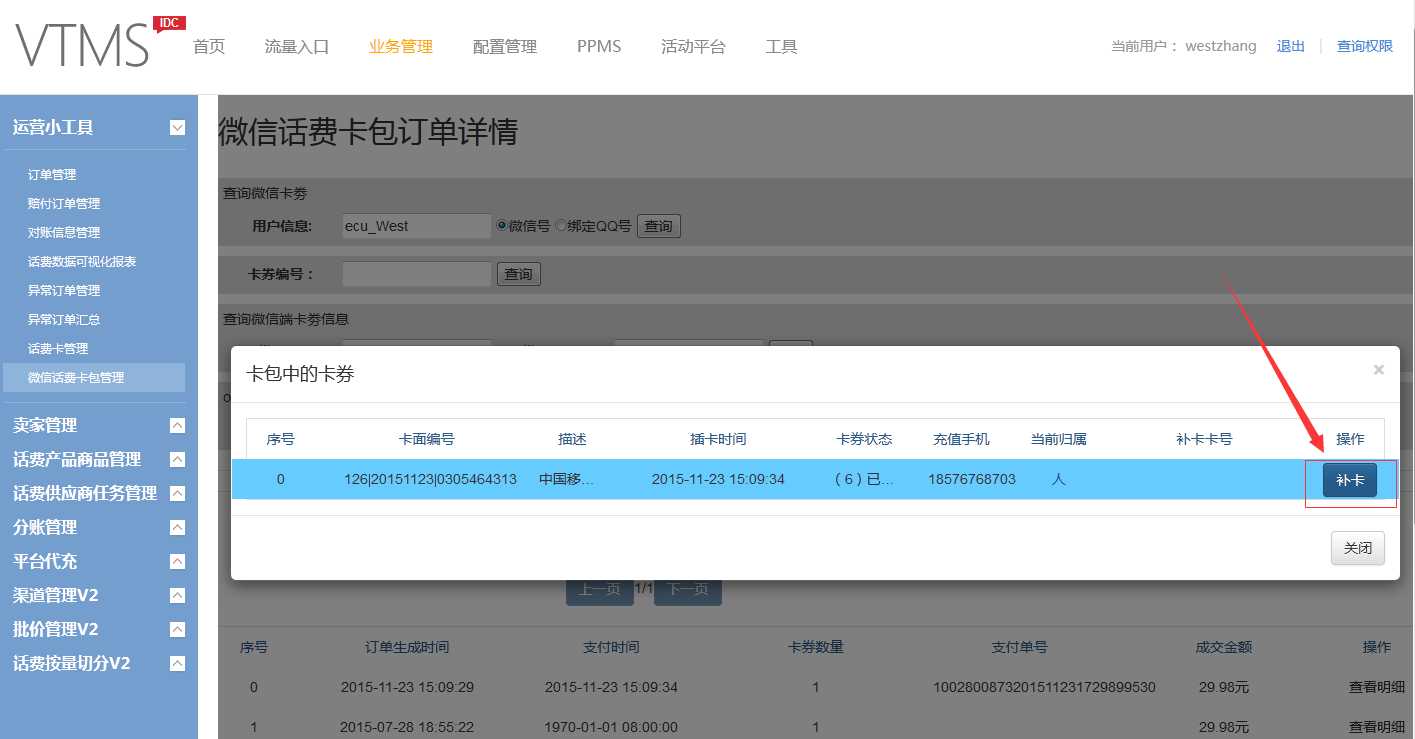 VTMS IDC 首页 流量入口 业务管理 配置管理 PPMS 活动平台 工具 当前用户： westzhang 退出 查询权限
运营小工具
订单管理
赔付订单管理
对账信息管理
话费数据可视化报表
异常订单管理
异常订单汇总
话费卡管理
微信话费卡包管理
卖家管理
话费产品商品管理
话费供应商任务管理
分账管理
平台代充
渠道管理V2
批价管理V2
话费按量切分V2
微信话费卡包订单详情
查询微信卡券
用户信息: ecu_West 微信号 绑定QQ号 查询
卡券编号： 查询
查询微信端卡券信息
卡包中的卡券 ×
序号 卡面编号 描述 插卡时间 卡券状态 充值手机 当前归属 补卡卡号 操作
0 126|20151123|0305464313 中国移... 2015-11-23 15:09:34 （6）已... 18576768703 人 补卡
关闭
上一页 1/1 下一页
序号 订单生成时间 支付时间 卡券数量 支付单号 成交金额 操作
0 2015-11-23 15:09:29 2015-11-23 15:09:34 1 1002800873201511231729899530 29.98元 查看明细
1 2015-07-28 18:55:22 1970-01-01 08:00:00 1 29.98元 查看明细